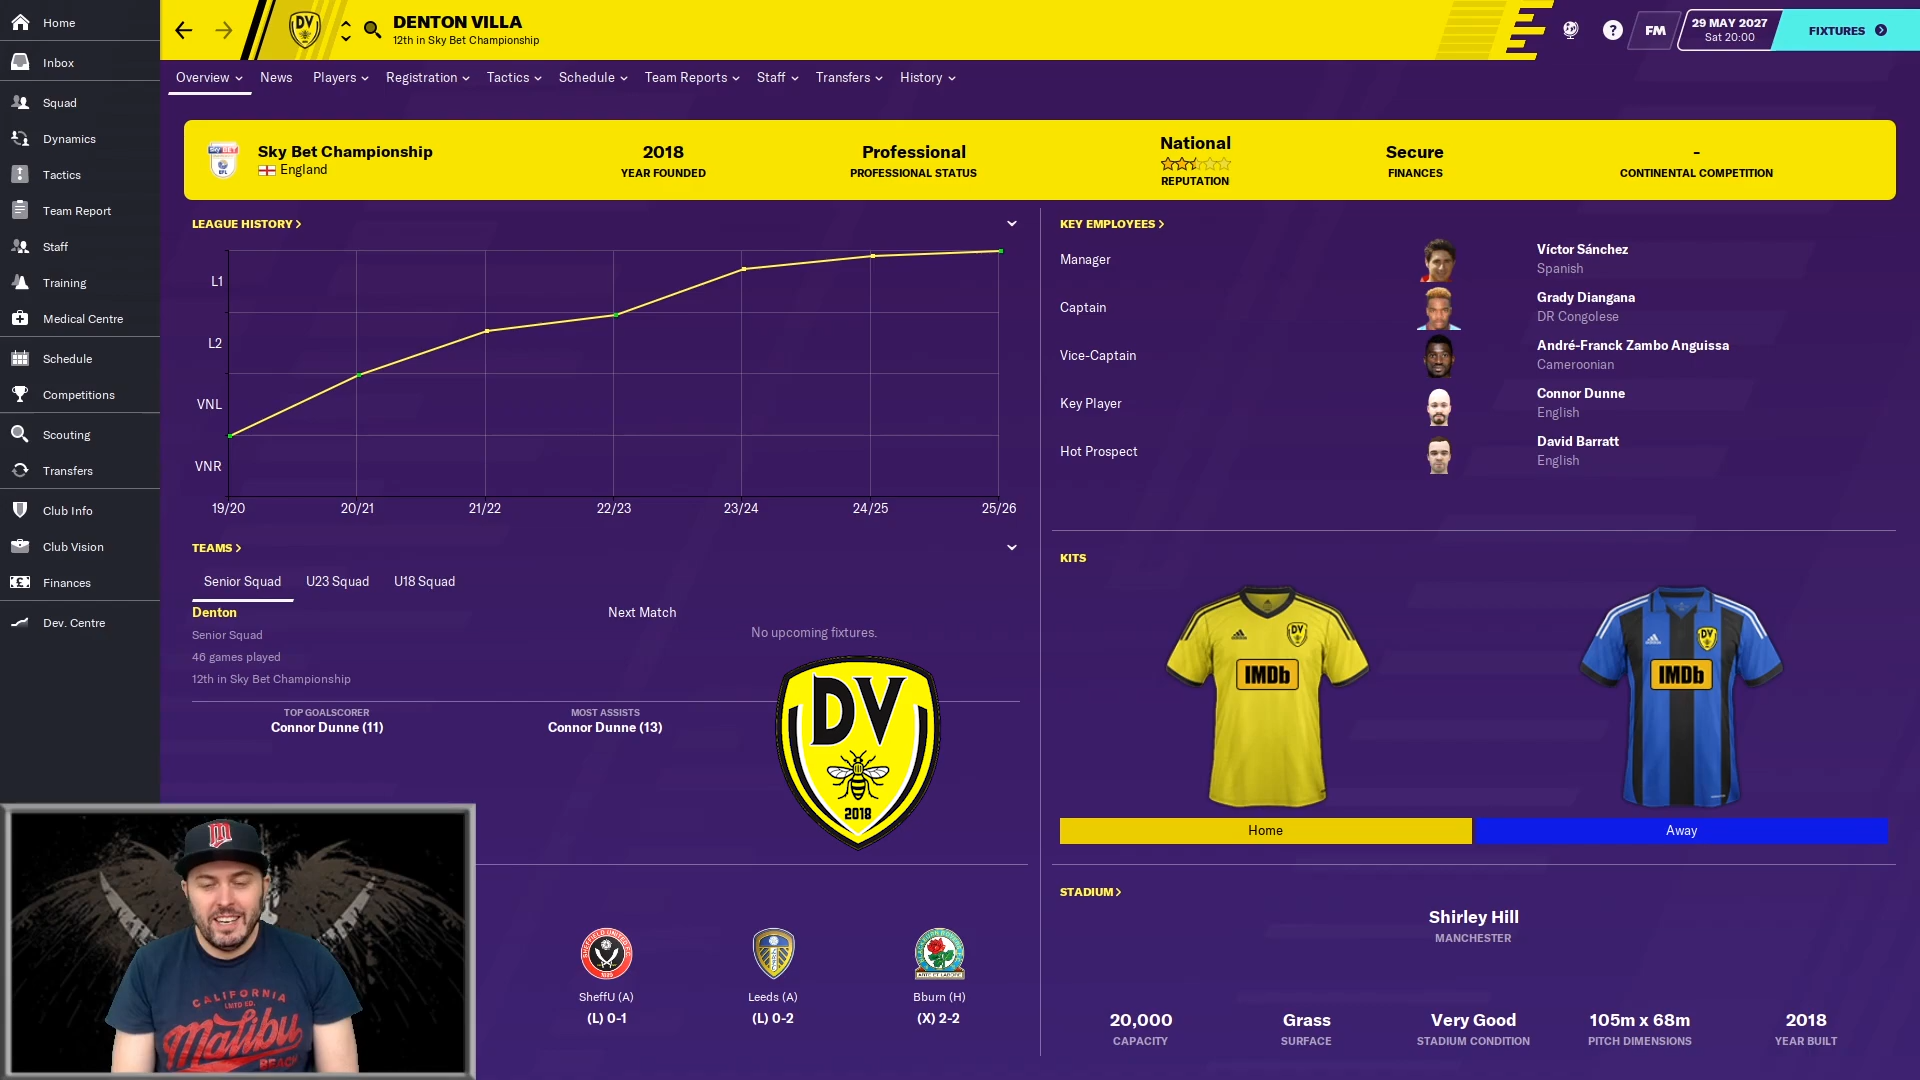 Home
Inbox
Squad
Dynamics
Tactics
Team Report
Staff
Training
Medical Centre
Schedule
Competitions
Scouting
Transfers
Club Info
Club Vision
Finances
Dev. Centre
DV
DENTON VILLA
12th in Sky Bet Championship
?
FM
29 MAY 2027
Sat 20:00
FIXTURES
Overview
News
Players
Registration
Tactics
Schedule
Team Reports
Staff
Transfers
History
Sky Bet Championship
England
2018
YEAR FOUNDED
Professional
PROFESSIONAL STATUS
National
REPUTATION
Secure
FINANCES
-
CONTINENTAL COMPETITION
LEAGUE HISTORY
L1
L2
VNL
VNR
19/20 20/21 21/22 22/23 23/24 24/25 25/26
KEY EMPLOYEES
Manager
Víctor Sánchez
Spanish
Captain
Grady Diangana
DR Congolese
Vice-Captain
André-Franck Zambo Anguissa
Cameroonian
Key Player
Connor Dunne
English
Hot Prospect
David Barratt
English
TEAMS
Senior Squad U23 Squad U18 Squad
Denton
Senior Squad
46 games played
12th in Sky Bet Championship
Next Match
No upcoming fixtures.
TOP GOALSCORER
Connor Dunne (11)
MOST ASSISTS
Connor Dunne (13)
DV
2018
KITS
DV
IMDb
DV
IMDb
Home
Away
SheffU (A)
(L) 0-1
Leeds (A)
(L) 0-2
Bburn (H)
(X) 2-2
STADIUM
Shirley Hill
MANCHESTER
20,000
CAPACITY
Grass
SURFACE
Very Good
STADIUM CONDITION
105m x 68m
PITCH DIMENSIONS
2018
YEAR BUILT
CALIFORNIA
Malibu
BEACH